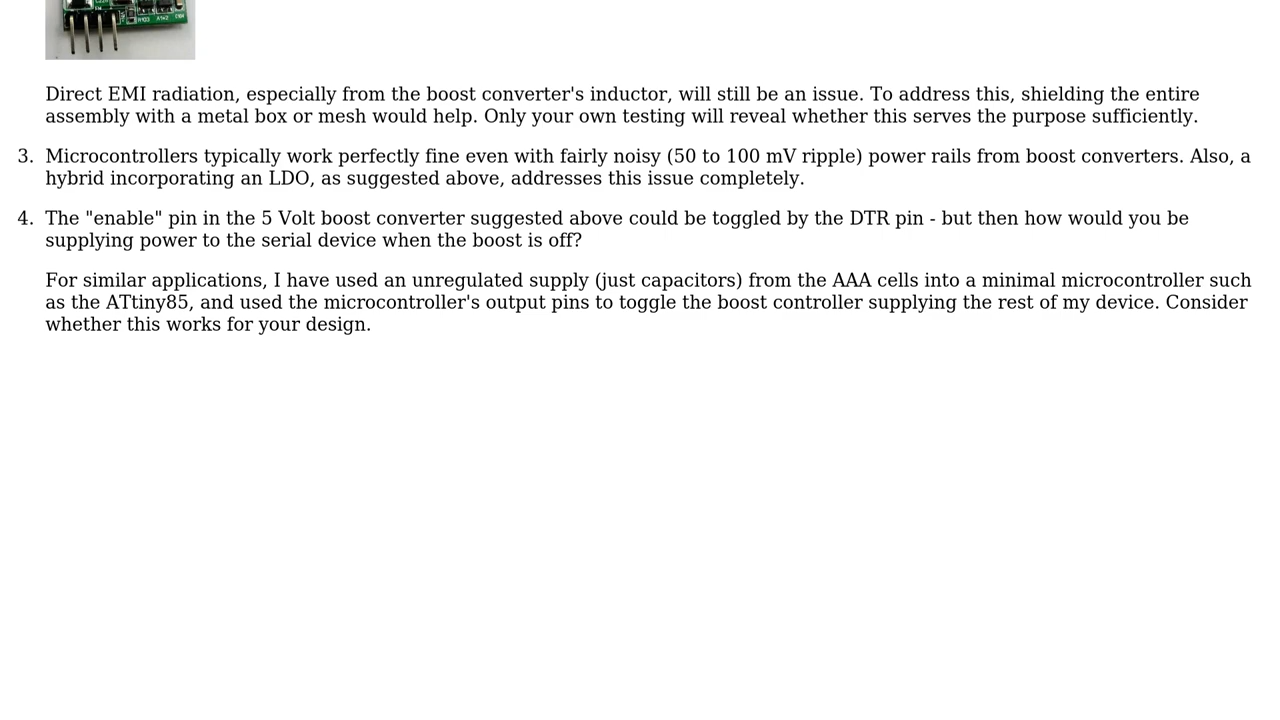 Direct EMI radiation, especially from the boost converter's inductor, will still be an issue. To address this, shielding the entire
assembly with a metal box or mesh would help. Only your own testing will reveal whether this serves the purpose sufficiently.
3. Microcontrollers typically work perfectly fine even with fairly noisy (50 to 100 mV ripple) power rails from boost converters. Also, a
hybrid incorporating an LDO, as suggested above, addresses this issue completely.
4. The "enable" pin in the 5 Volt boost converter suggested above could be toggled by the DTR pin - but then how would you be
supplying power to the serial device when the boost is off?
For similar applications, I have used an unregulated supply (just capacitors) from the AAA cells into a minimal microcontroller such
as the ATtiny85, and used the microcontroller's output pins to toggle the boost controller supplying the rest of my device. Consider
whether this works for your design.